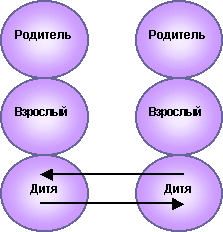 Родитель Родитель
Взрослый Взрослый
Дитя Дитя